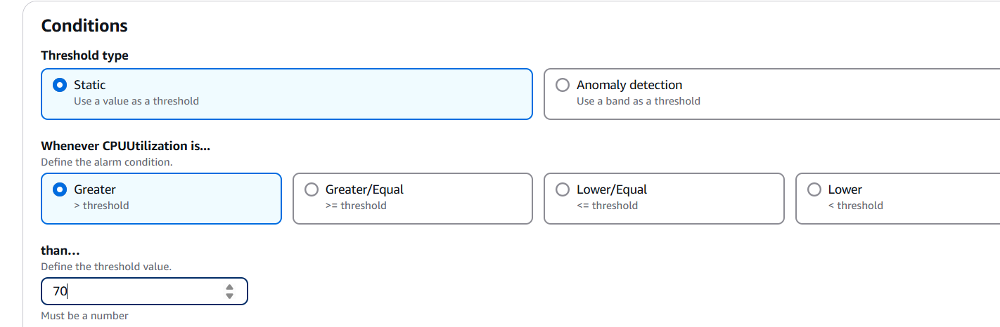 Conditions
Threshold type
Static
Use a value as a threshold
Anomaly detection
Use a band as a threshold
Whenever CPUUtilization is...
Define the alarm condition.
Greater
> threshold
Greater/Equal
>= threshold
Lower/Equal
<= threshold
Lower
< threshold
than...
Define the threshold value.
70
Must be a number